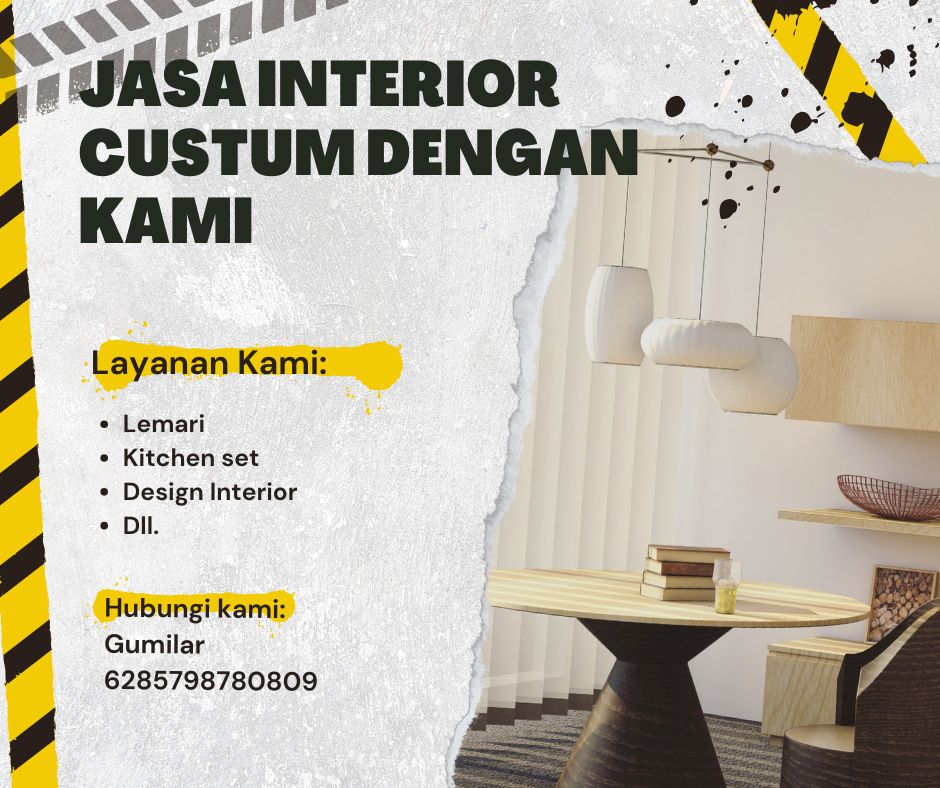 JASA INTERIOR
CUSTUM DENGAN
KAMI
Layanan Kami:
• Lemari
• Kitchen set
• Design Interior
• Dll.
Hubungi kami:
Gumilar
6285798780809